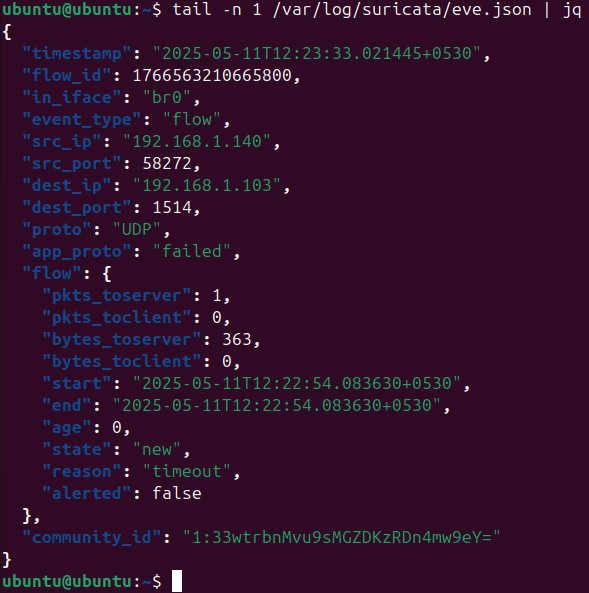 ubuntu@ubuntu:~$ tail -n 1 /var/log/suricata/eve.json | jq
{
  "timestamp": "2025-05-11T12:23:33.021445+0530",
  "flow_id": 1766563210665800,
  "in_iface": "br0",
  "event_type": "flow",
  "src_ip": "192.168.1.140",
  "src_port": 58272,
  "dest_ip": "192.168.1.103",
  "dest_port": 1514,
  "proto": "UDP",
  "app_proto": "failed",
  "flow": {
    "pkts_toserver": 1,
    "pkts_toclient": 0,
    "bytes_toserver": 363,
    "bytes_toclient": 0,
    "start": "2025-05-11T12:22:54.083630+0530",
    "end": "2025-05-11T12:22:54.083630+0530",
    "age": 0,
    "state": "new",
    "reason": "timeout",
    "alerted": false
  },
  "community_id": "1:33wtrbnMvu9sMGZDKzRDn4mw9eY="
}
ubuntu@ubuntu:~$